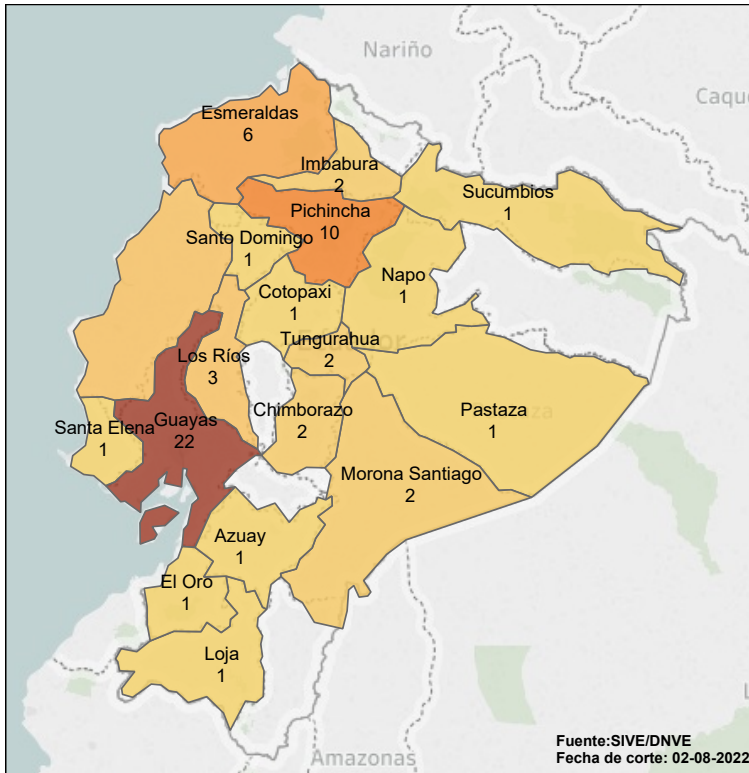 Nariño
Caque
Esmeraldas
6
Imbabura
2
Sucumbios
1
Pichincha
10
Santo Domingo
1
Napo
1
Cotopaxi
1
Tungurahua
2
Los Ríos
3
Chimborazo
2
Pastaza
1
Santa Elena
1
Guayas
22
Morona Santiago
2
Azuay
1
El Oro
1
Loja
1
L
Amazonas
Fuente:SIVE/DNVE
Fecha de corte: 02-08-2022